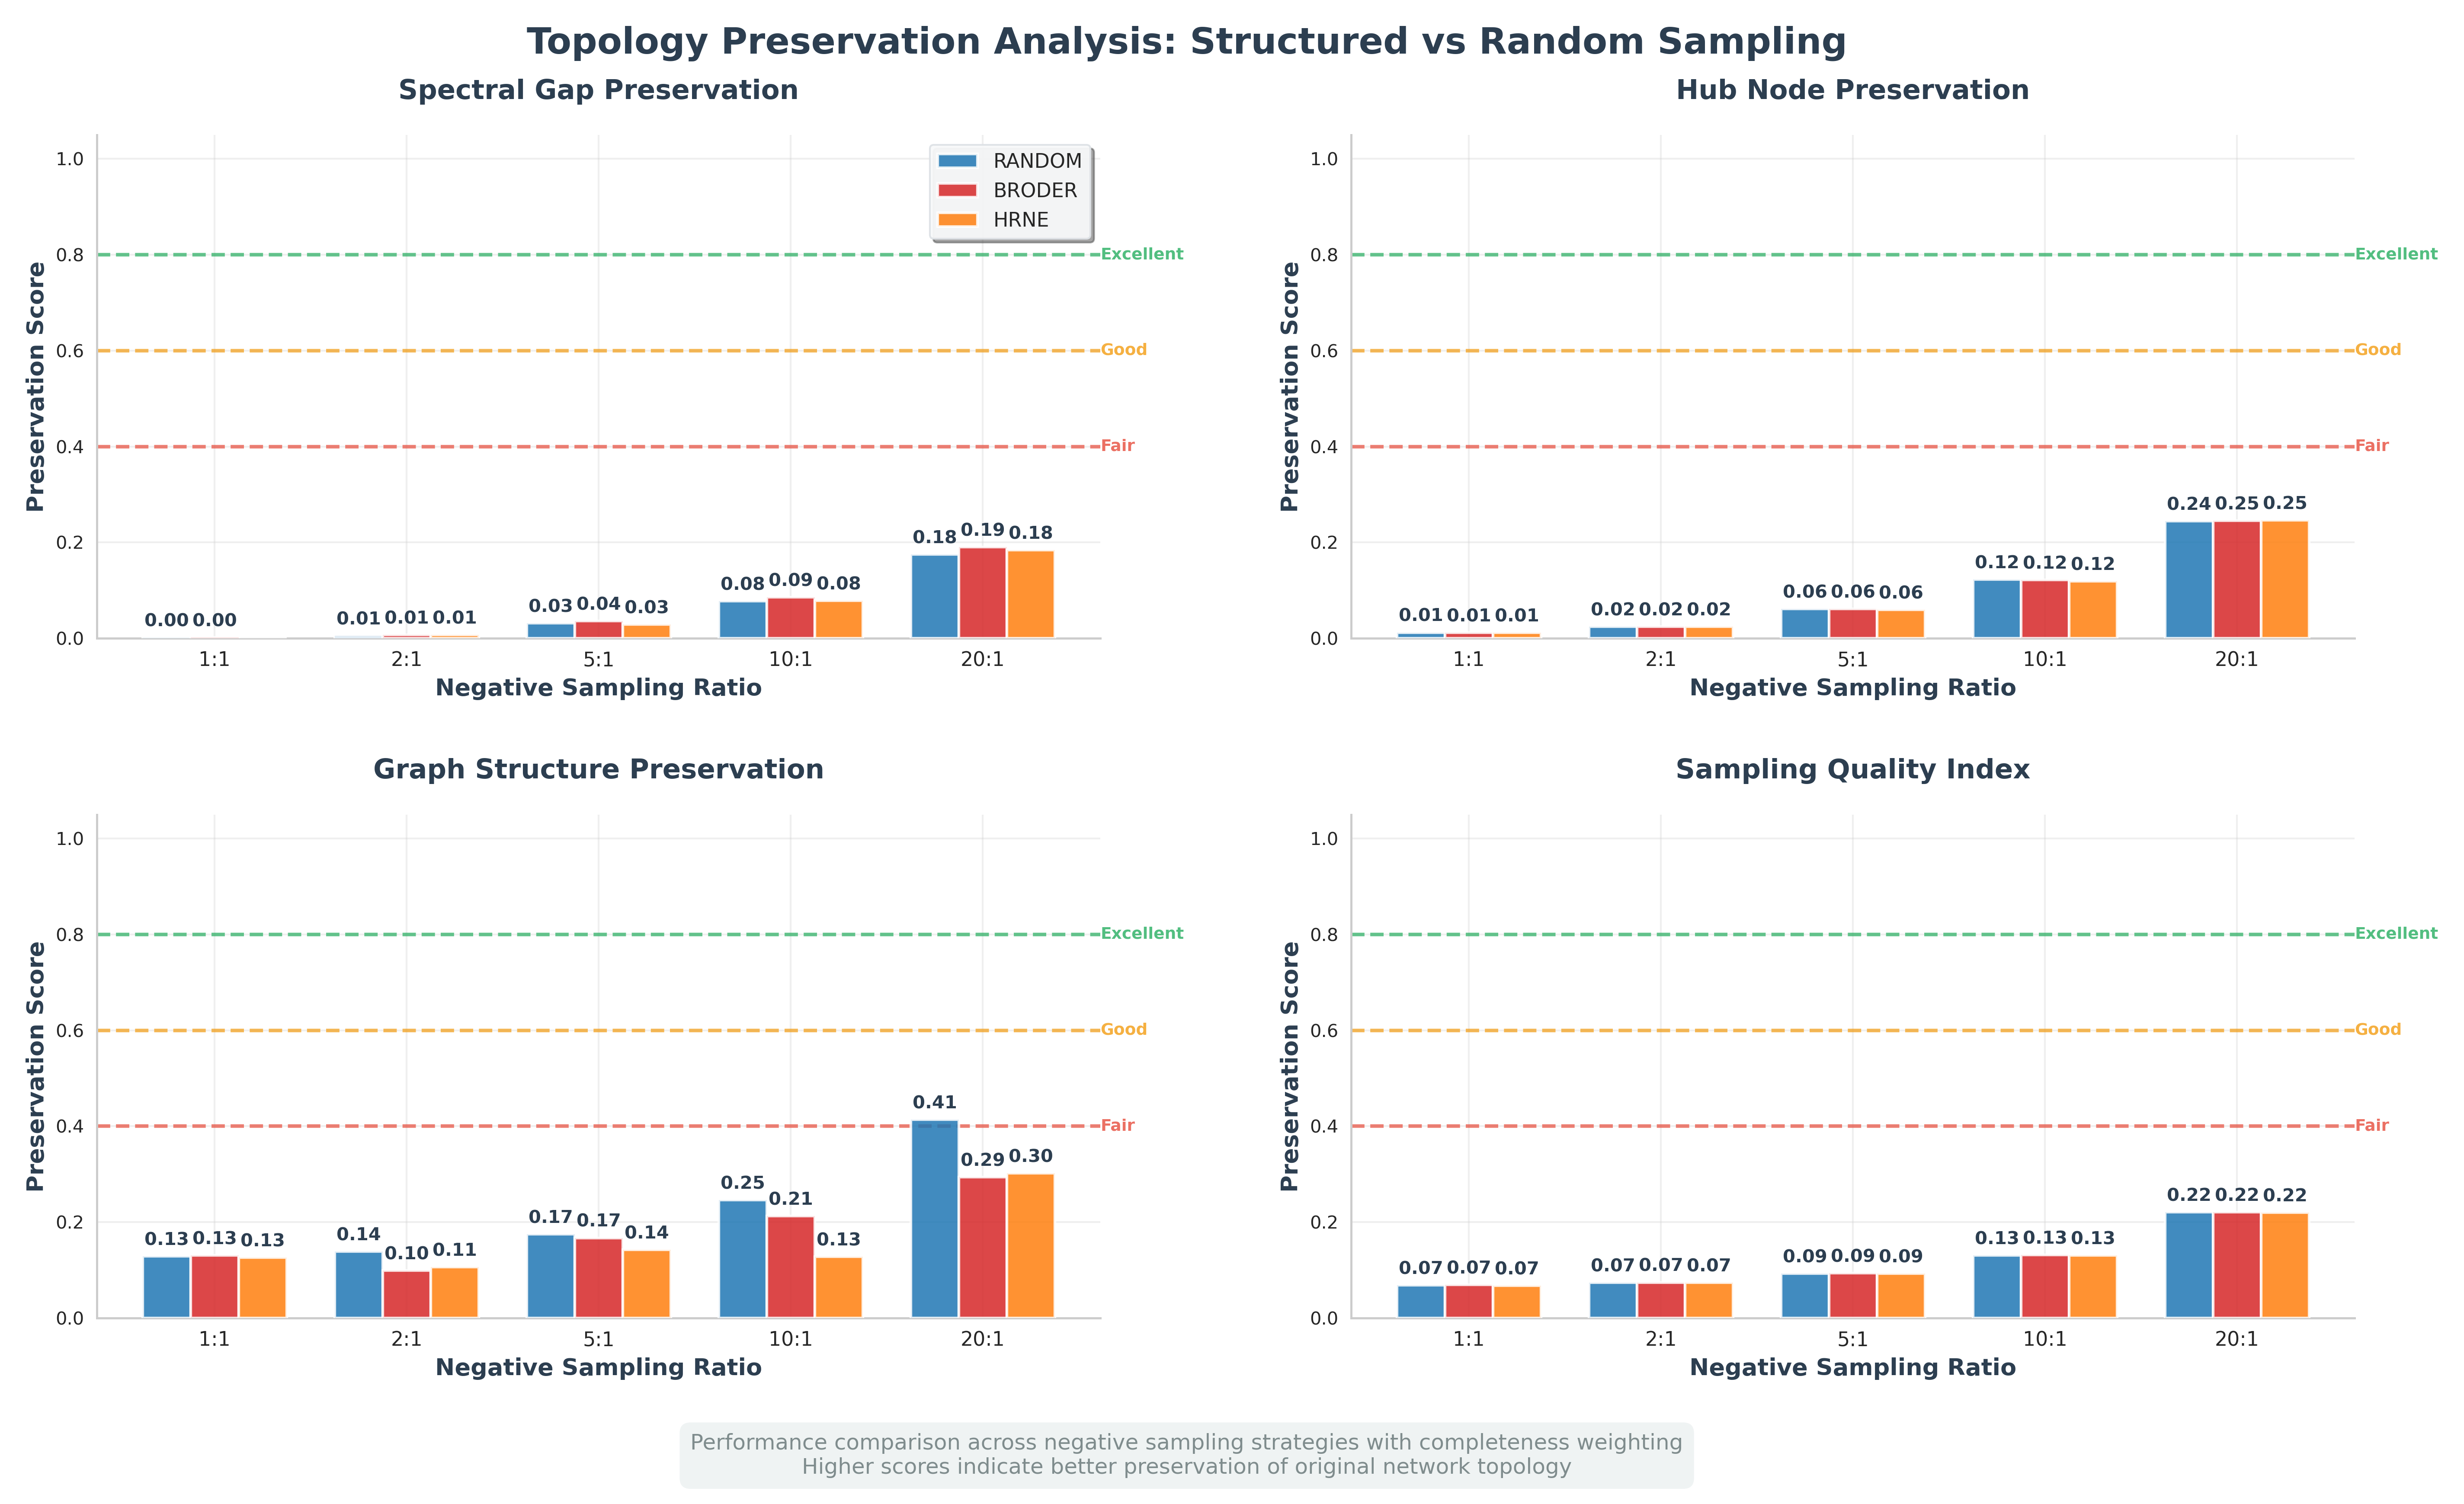 Topology Preservation Analysis: Structured vs Random Sampling
Spectral Gap Preservation
Preservation Score
1.0
0.8
0.6
0.4
0.2
0.0
RANDOM
BRODER
HRNE
Excellent
Good
Fair
0.00 0.00
0.01 0.01 0.01
0.03 0.04 0.03
0.08 0.09 0.08
0.18 0.19 0.18
1:1 2:1 5:1 10:1 20:1
Negative Sampling Ratio
Hub Node Preservation
Preservation Score
1.0
0.8
0.6
0.4
0.2
0.0
Excellent
Good
Fair
0.01 0.01 0.01
0.02 0.02 0.02
0.06 0.06 0.06
0.12 0.12 0.12
0.24 0.25 0.25
1:1 2:1 5:1 10:1 20:1
Negative Sampling Ratio
Graph Structure Preservation
Preservation Score
1.0
0.8
0.6
0.4
0.2
0.0
Excellent
Good
Fair
0.13 0.13 0.13
0.14 0.10 0.11
0.17 0.17 0.14
0.25 0.21 0.13
0.41 0.29 0.30
1:1 2:1 5:1 10:1 20:1
Negative Sampling Ratio
Sampling Quality Index
Preservation Score
1.0
0.8
0.6
0.4
0.2
0.0
Excellent
Good
Fair
0.07 0.07 0.07
0.07 0.07 0.07
0.09 0.09 0.09
0.13 0.13 0.13
0.22 0.22 0.22
1:1 2:1 5:1 10:1 20:1
Negative Sampling Ratio
Performance comparison across negative sampling strategies with completeness weighting
Higher scores indicate better preservation of original network topology